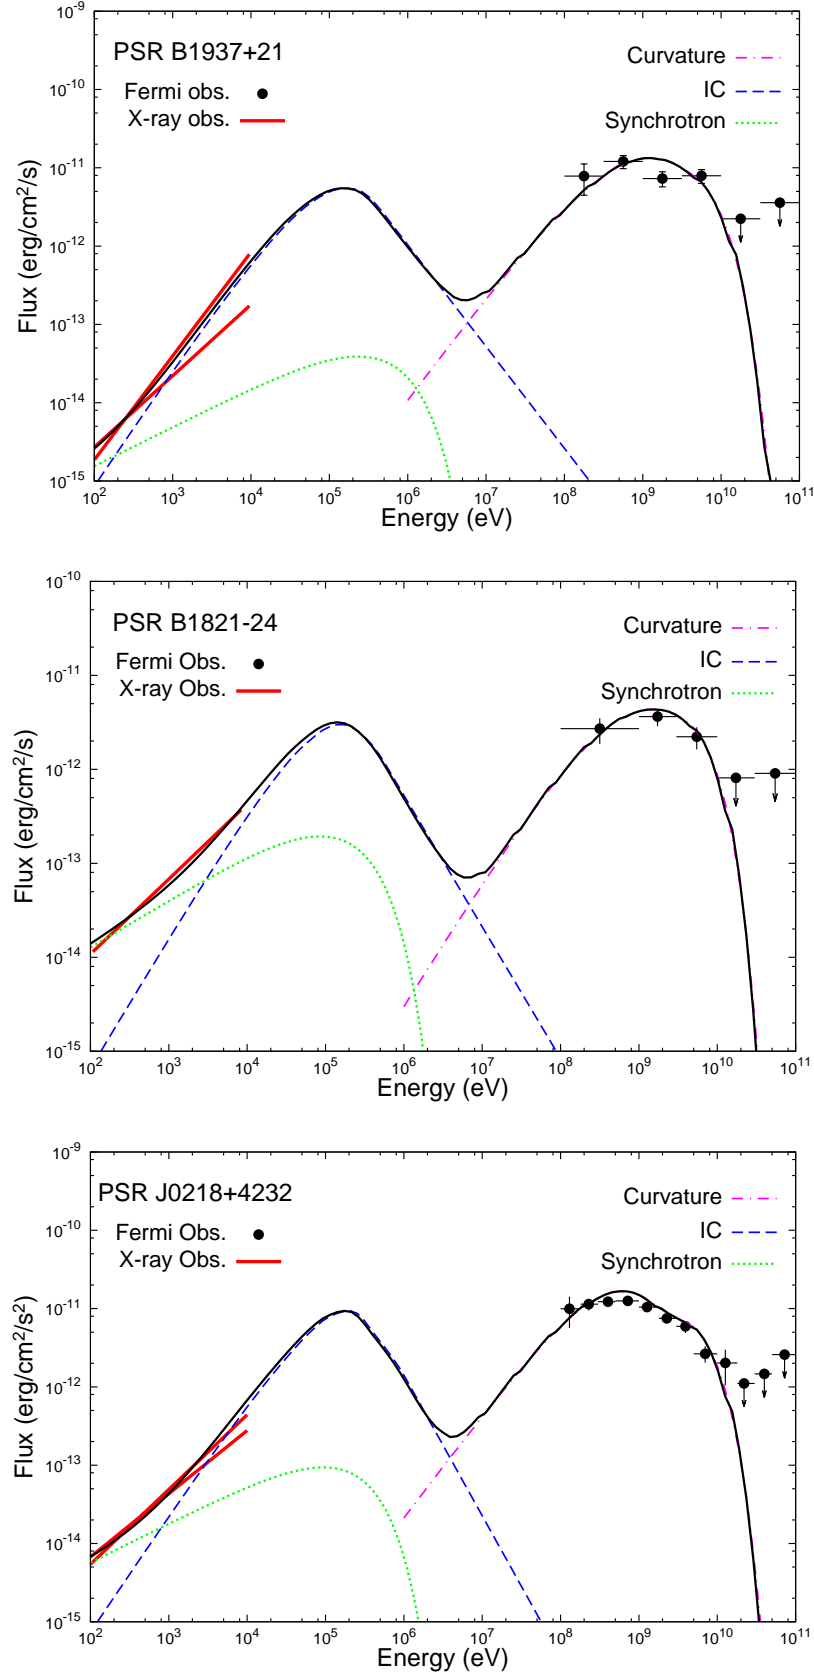 10^-9
PSR B1937+21
Curvature
Fermi obs.
IC
X-ray obs.
Synchrotron
10^-10
10^-11
10^-12
10^-13
10^-14
10^-15
Flux (erg/cm^2/s)
10^2 10^3 10^4 10^5 10^6 10^7 10^8 10^9 10^10 10^11
Energy (eV)
10^-10
PSR B1821-24
Curvature
Fermi Obs.
IC
X-ray Obs.
Synchrotron
10^-11
10^-12
10^-13
10^-14
10^-15
Flux (erg/cm^2/s)
10^2 10^3 10^4 10^5 10^6 10^7 10^8 10^9 10^10 10^11
Energy (eV)
10^-9
PSR J0218+4232
Curvature
Fermi Obs.
IC
X-ray Obs.
Synchrotron
10^-10
10^-11
10^-12
10^-13
10^-14
10^-15
Flux (erg/cm^2/s^2)
10^2 10^3 10^4 10^5 10^6 10^7 10^8 10^9 10^10 10^11
Energy (eV)